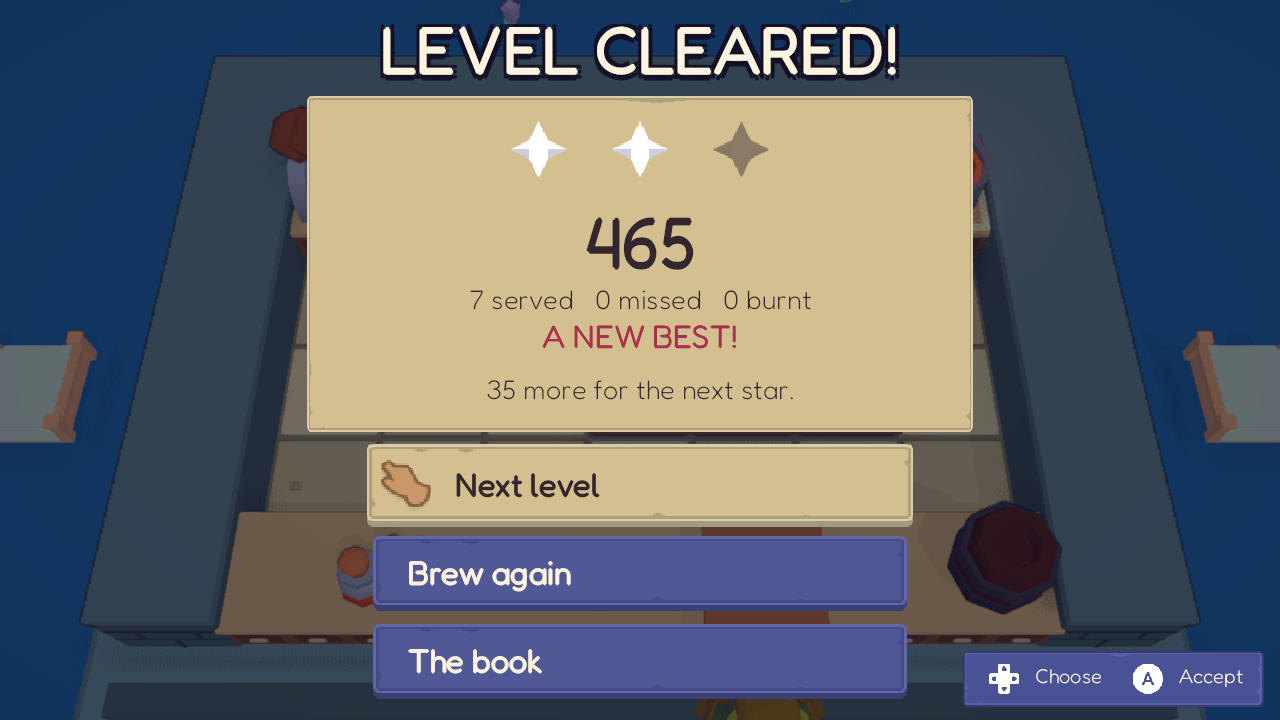 LEVEL CLEARED!
465
7 served 0 missed 0 burnt
A NEW BEST!
35 more for the next star.
Next level
Brew again
The book
Choose A Accept